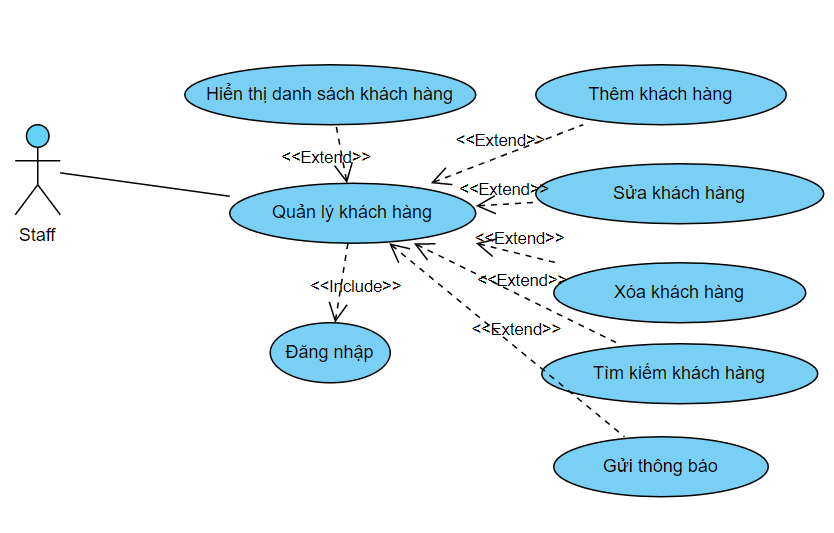 Hiển thị danh sách khách hàng
Thêm khách hàng
<<Extend>>
<<Extend>>
<<Extend>>
Sửa khách hàng
Quản lý khách hàng
Staff
<<Extend>>
<<Include>>
<<Extend>>
Xóa khách hàng
<<Extend>>
Đăng nhập
Tìm kiếm khách hàng
Gửi thông báo